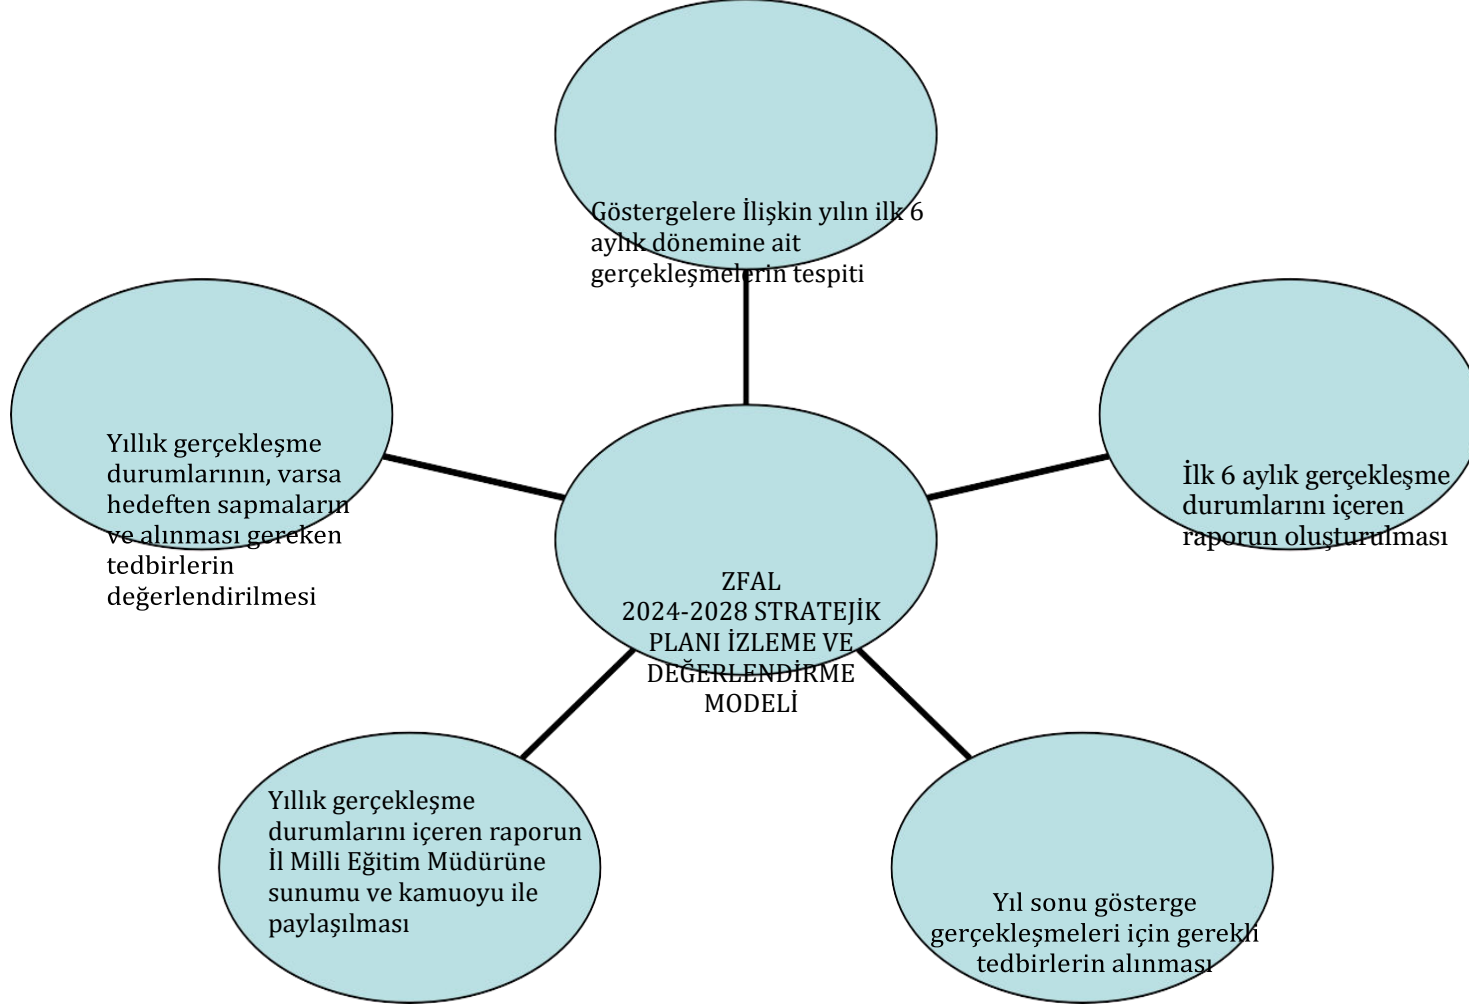 Göstergelere İlişkin yılın ilk 6
aylık dönemine ait
gerçekleşmelerin tespiti
Yıllık gerçekleşme
durumlarının, varsa
hedeften sapmaların
ve alınması gereken
tedbirlerin
değerlendirilmesi
İlk 6 aylık gerçekleşme
durumlarını içeren
raporun oluşturulması
ZFAL
2024-2028 STRATEJİK
PLANI İZLEME VE
DEĞERLENDİRME
MODELİ
Yıllık gerçekleşme
durumlarını içeren raporun
İl Milli Eğitim Müdürüne
sunumu ve kamuoyu ile
paylaşılması
Yıl sonu gösterge
gerçekleşmeleri için gerekli
tedbirlerin alınması